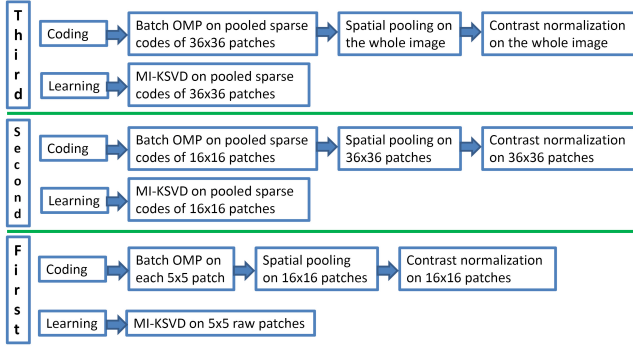 Third
Coding
Batch OMP on pooled sparse
codes of 36x36 patches
Spatial pooling on
the whole image
Contrast normalization
on the whole image
Learning
MI-KSVD on pooled sparse
codes of 36x36 patches
Second
Coding
Batch OMP on pooled sparse
codes of 16x16 patches
Spatial pooling on
36x36 patches
Contrast normalization
on 36x36 patches
Learning
MI-KSVD on pooled sparse
codes of 16x16 patches
First
Coding
Batch OMP on
each 5x5 patch
Spatial pooling
on 16x16 patches
Contrast normalization
on 16x16 patches
Learning
MI-KSVD on 5x5 raw patches